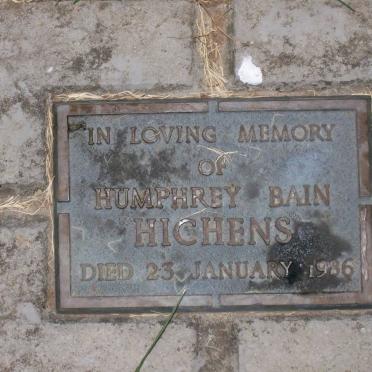 IN LOVING MEMORY
OF
HUMPHREY BAIN
HICHENS
DIED 23 JANUARY 1986